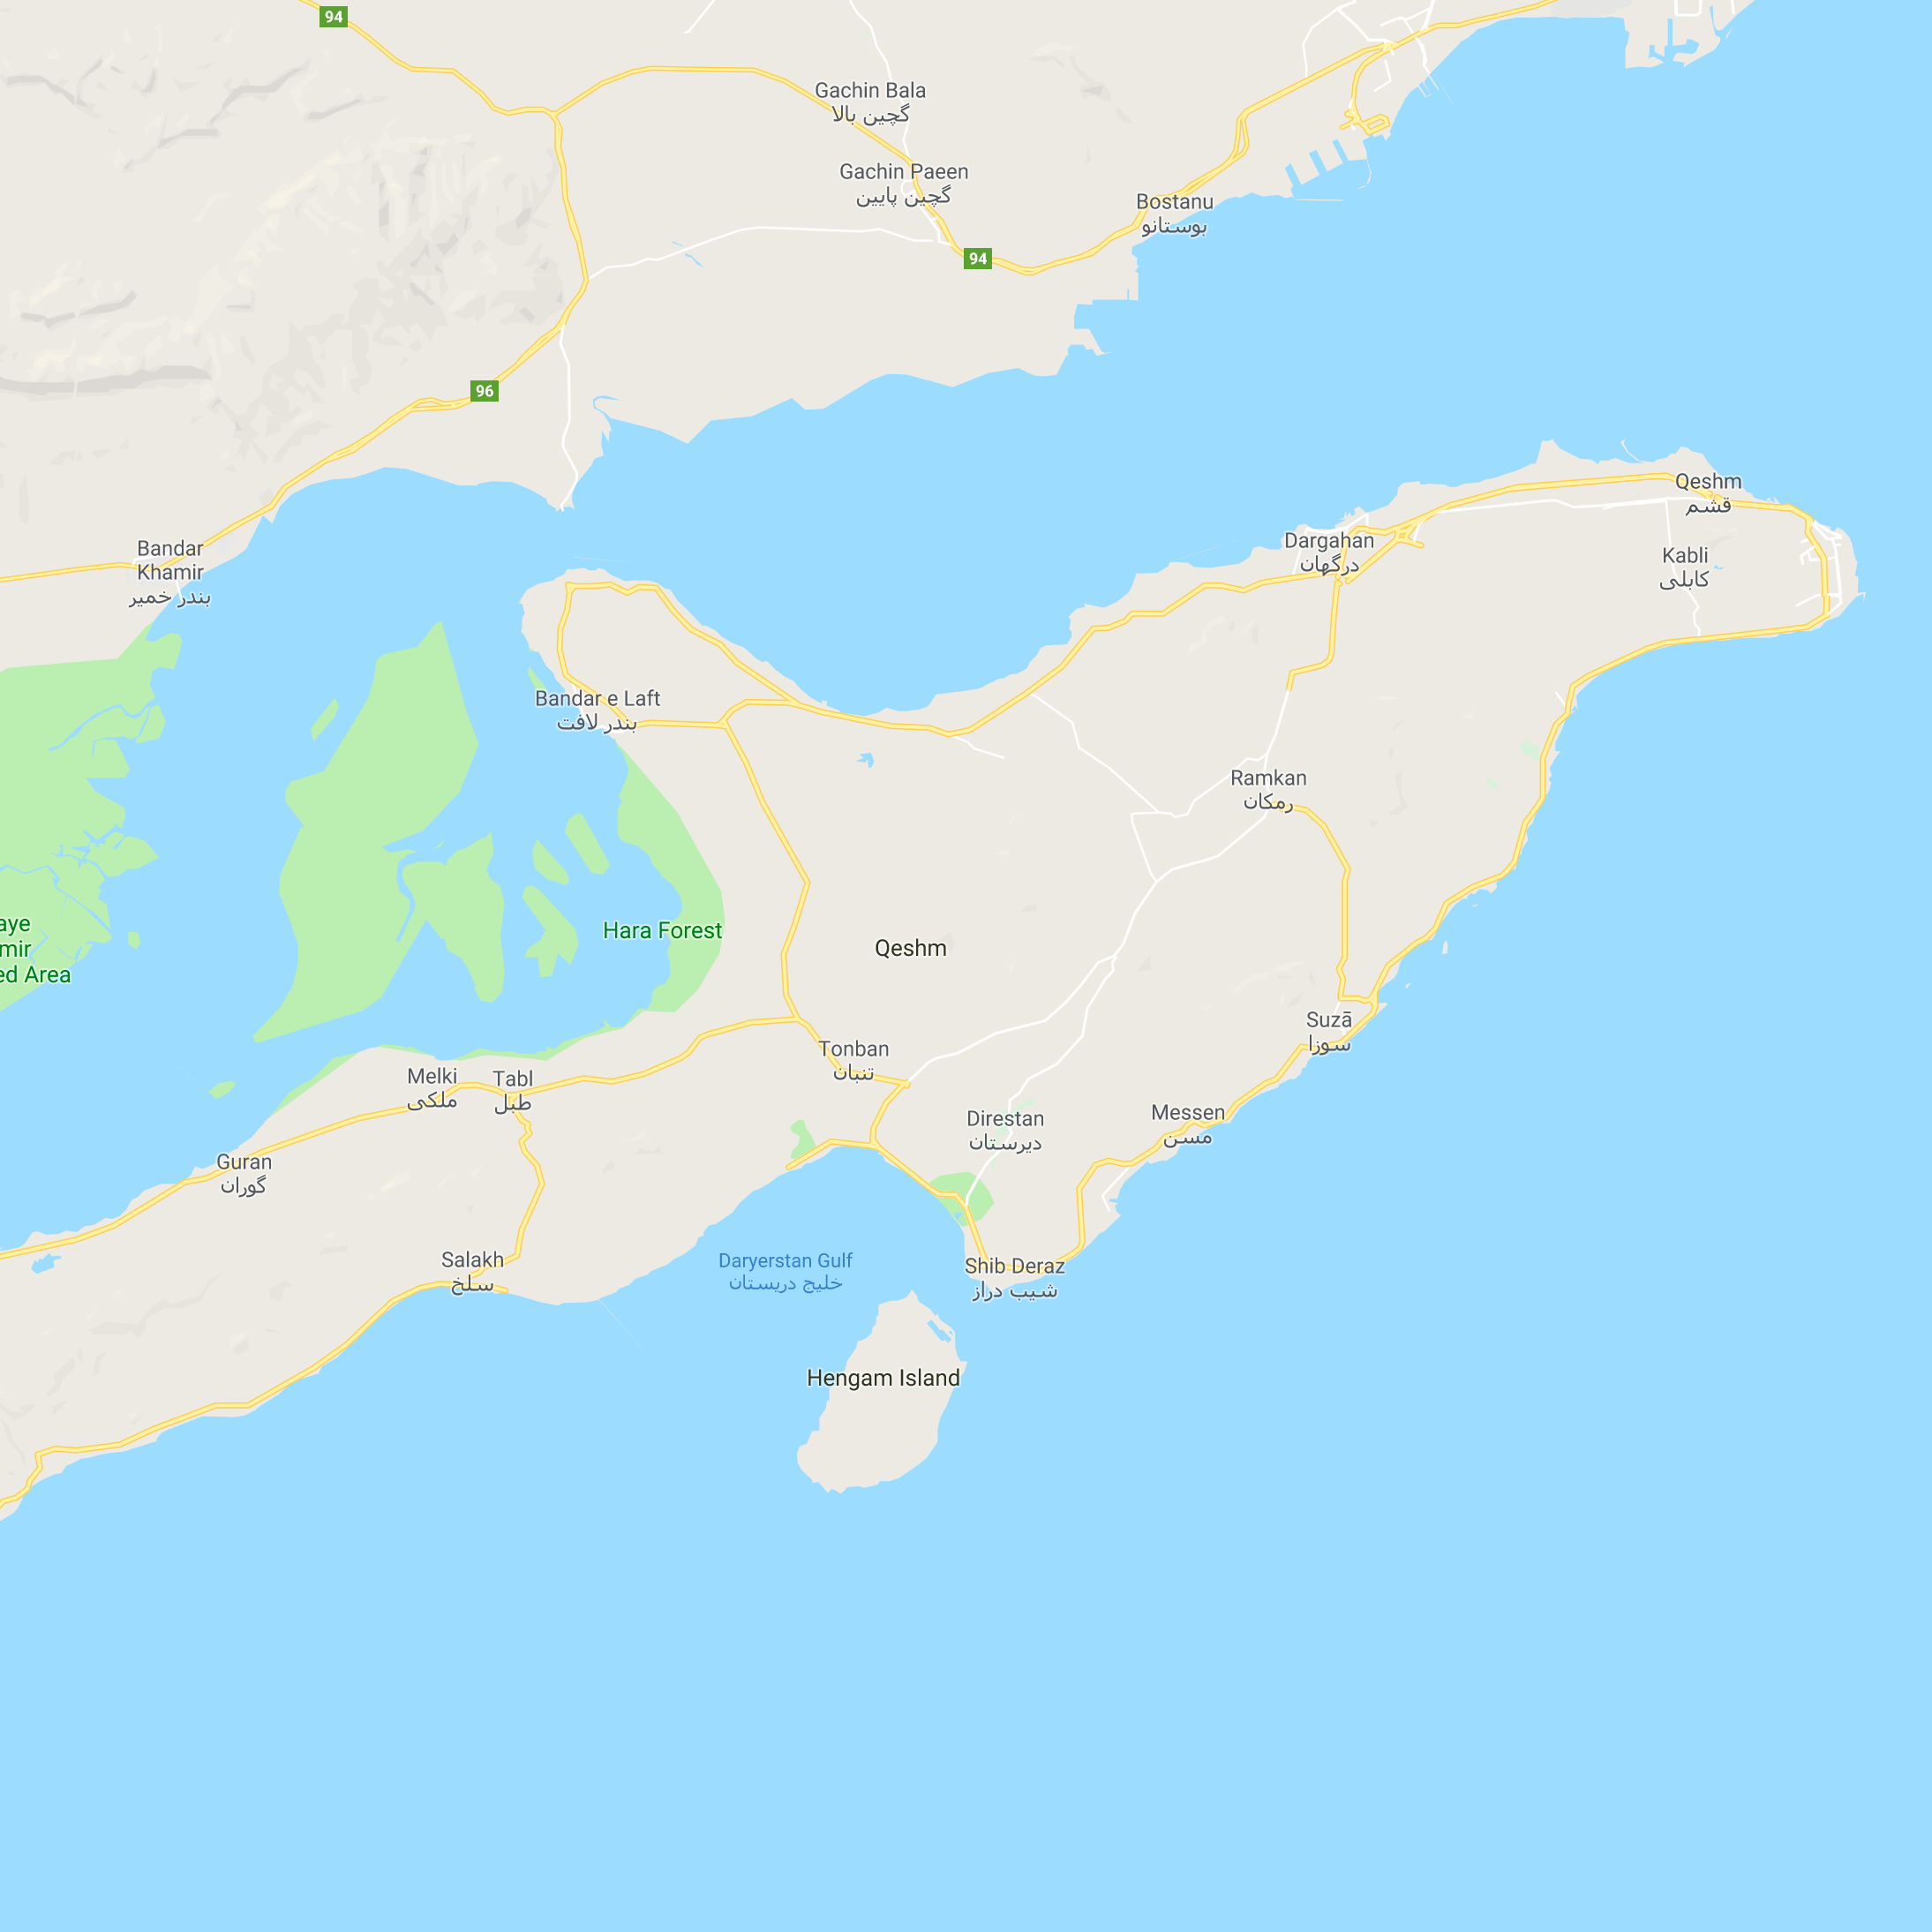 94
Gachin Bala
گچین بالا
Gachin Paeen
گچین پایین
Bostanu
بوستانو
94
96
Qeshm
قشم
Dargahan
درگهان
Kabli
کابلی
Bandar
Khamir
بندر خمیر
Bandar e Laft
بندر لافت
Ramkan
رمکان
aye
mir
ed Area
Hara Forest
Qeshm
Suzā
سوزا
Tonban
تنبان
Melki
ملکی
Tabl
طبل
Messen
مسن
Direstan
دیرستان
Guran
گوران
Salakh
سلخ
Daryerstan Gulf
خلیج دریستان
Shib Deraz
شیب دراز
Hengam Island